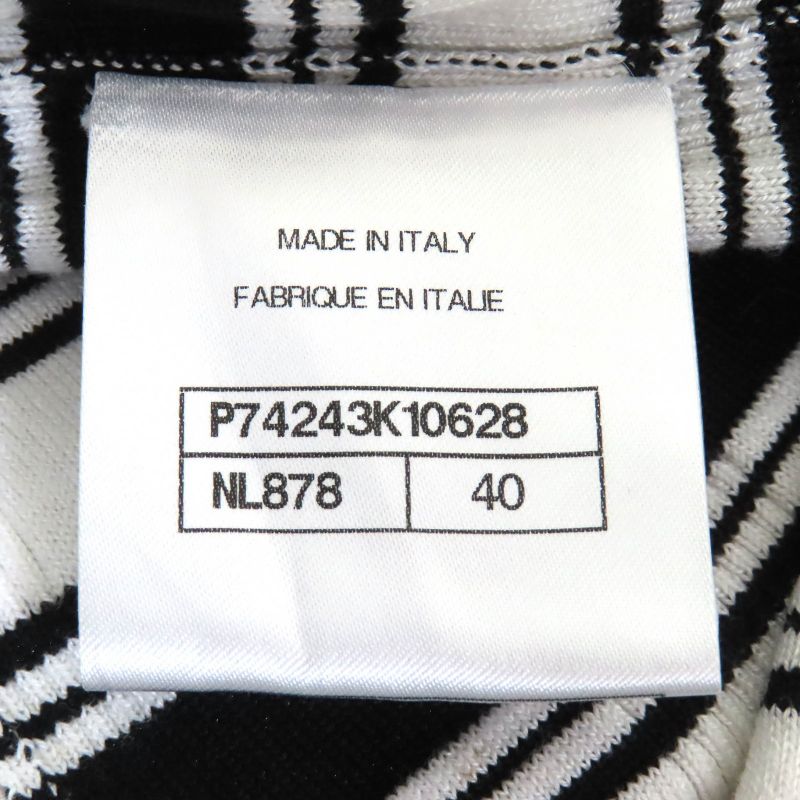 MADE IN ITALY
FABRIQUE EN ITALIE
P74243K10628
NL878 40